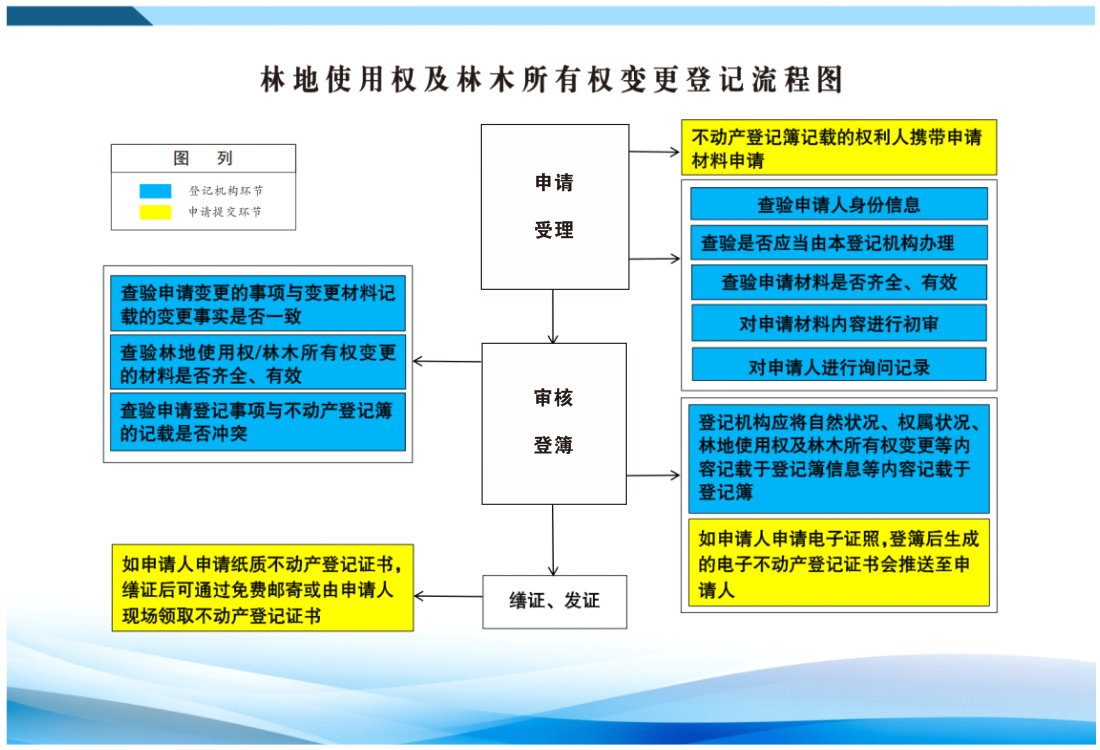 林地使用权及林木所有权变更登记流程图
图 列
登记机构环节
申请提交环节
申请
受理
不动产登记簿记载的权利人携带申请
材料申请
查验申请人身份信息
查验是否应当由本登记机构办理
查验申请材料是否齐全、有效
对申请材料内容进行初审
对申请人进行询问记录
查验申请变更的事项与变更材料记
载的变更事实是否一致
查验林地使用权/林木所有权变更
的材料是否齐全、有效
查验申请登记事项与不动产登记簿
的记载是否冲突
审核
登簿
登记机构应将自然状况、权属状况、
林地使用权及林木所有权变更等内
容记载于登记簿信息等内容记载于
登记簿
如申请人申请电子证照,登簿后生成
的电子不动产登记证书会推送至申
请人
如申请人申请纸质不动产登记证书,
缮证后可通过免费邮寄或由申请人
现场领取不动产登记证书
缮证、发证